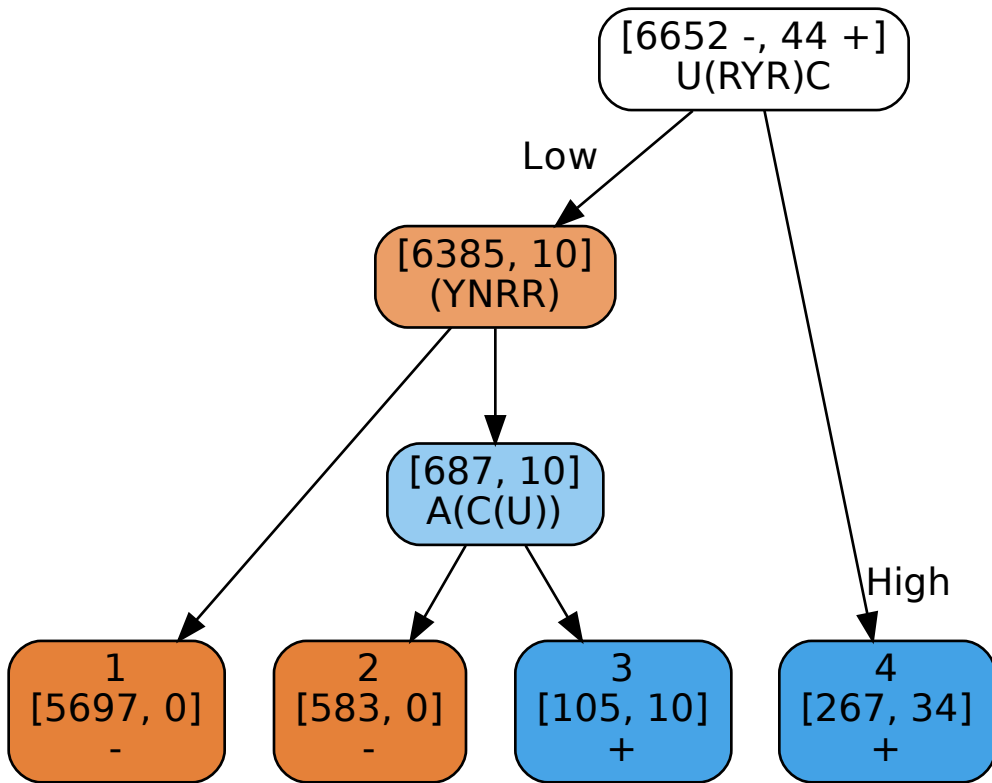 [6652 -, 44 +]
U(RYR)C
Low
[6385, 10]
(YNRR)
[687, 10]
A(C(U))
High
1
[5697, 0]
-
2
[583, 0]
-
3
[105, 10]
+
4
[267, 34]
+